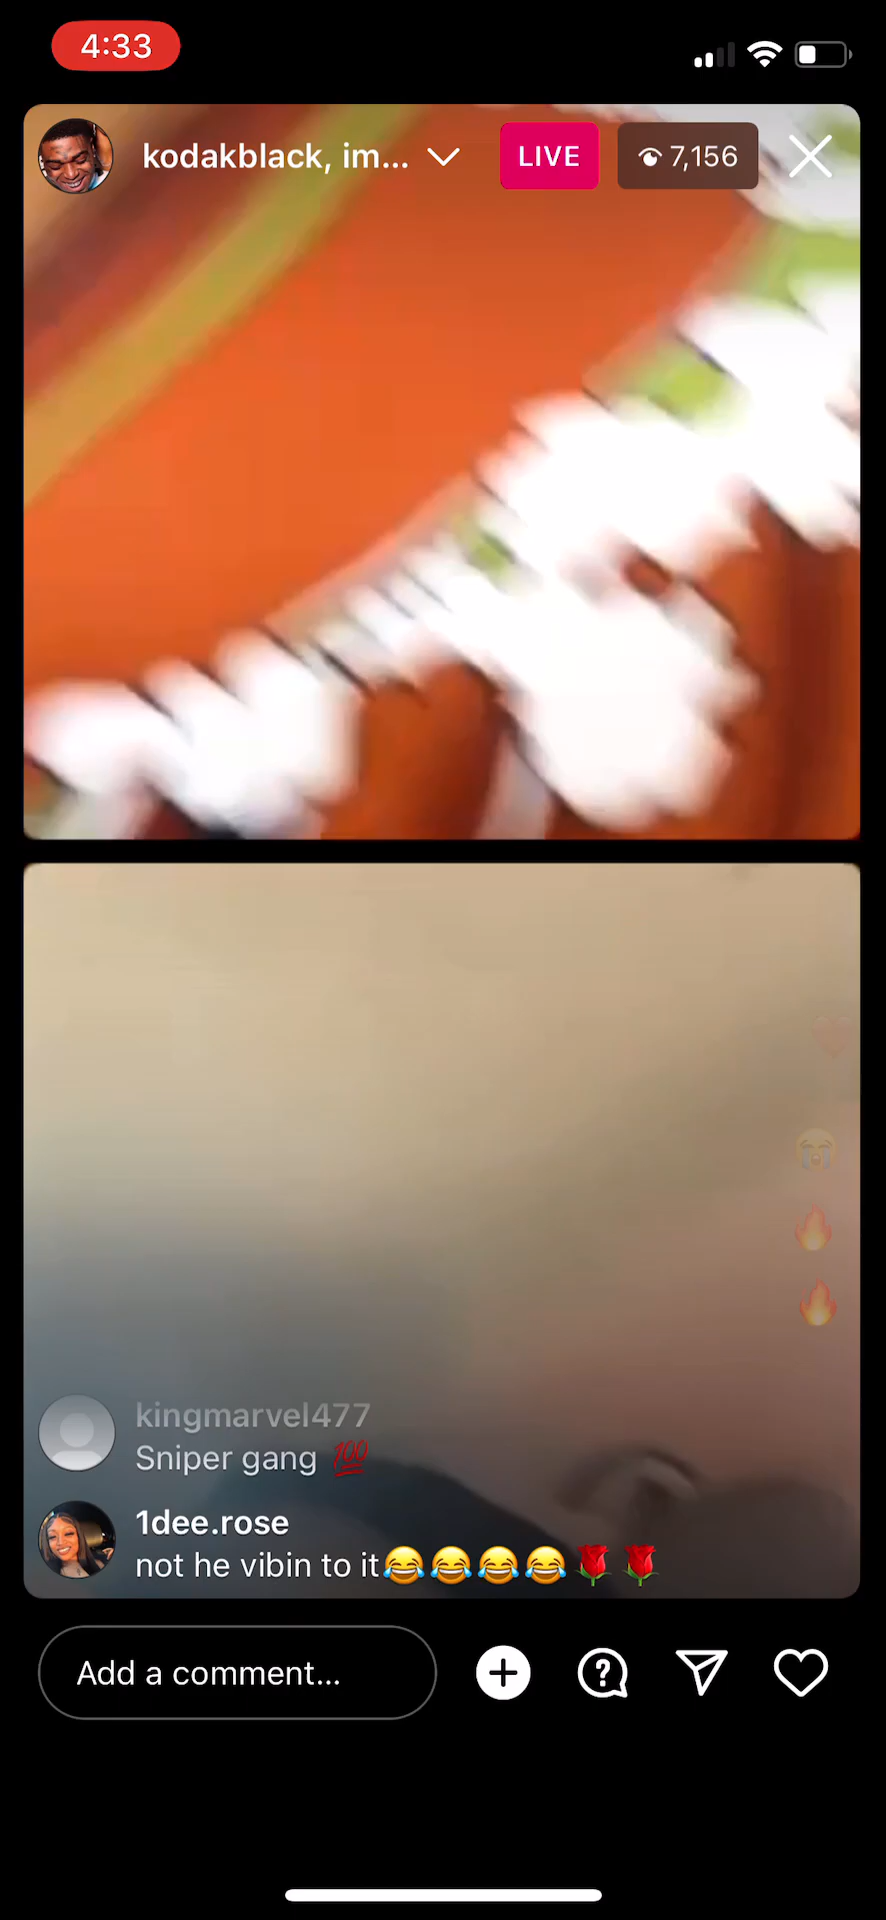 4:33
kodakblack, im...
LIVE
7,156
kingmarvel477
Sniper gang 💯
1dee.rose
not he vibin to it😂😂😂😂🌹🌹
Add a comment...